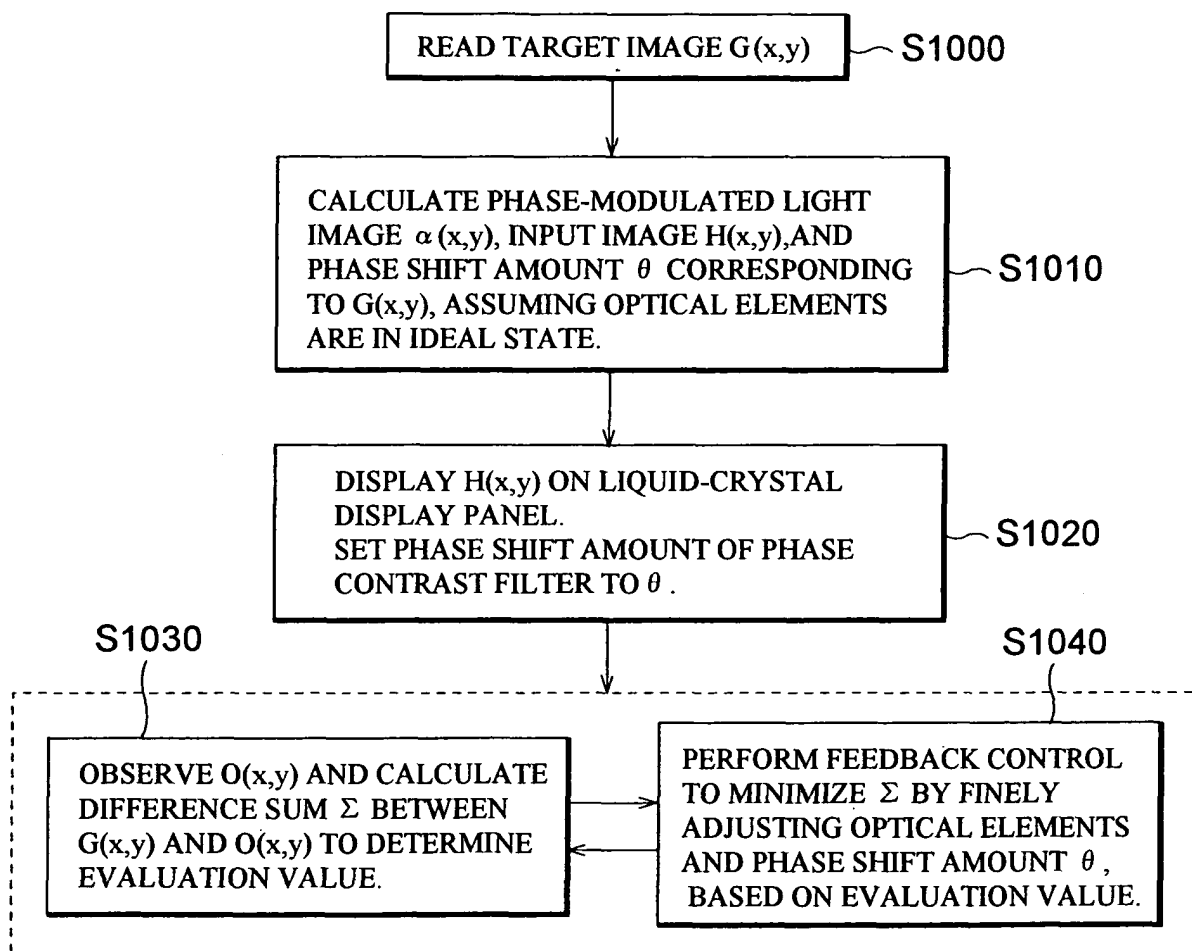 READ TARGET IMAGE G(x,y)
S1000
CALCULATE PHASE-MODULATED LIGHT
IMAGE α(x,y), INPUT IMAGE H(x,y),AND
PHASE SHIFT AMOUNT θ CORRESPONDING
TO G(x,y), ASSUMING OPTICAL ELEMENTS
ARE IN IDEAL STATE.
S1010
DISPLAY H(x,y) ON LIQUID-CRYSTAL
DISPLAY PANEL.
SET PHASE SHIFT AMOUNT OF PHASE
CONTRAST FILTER TO θ.
S1020
S1030
OBSERVE O(x,y) AND CALCULATE
DIFFERENCE SUM Σ BETWEEN
G(x,y) AND O(x,y) TO DETERMINE
EVALUATION VALUE.
S1040
PERFORM FEEDBACK CONTROL
TO MINIMIZE Σ BY FINELY
ADJUSTING OPTICAL ELEMENTS
AND PHASE SHIFT AMOUNT θ,
BASED ON EVALUATION VALUE.